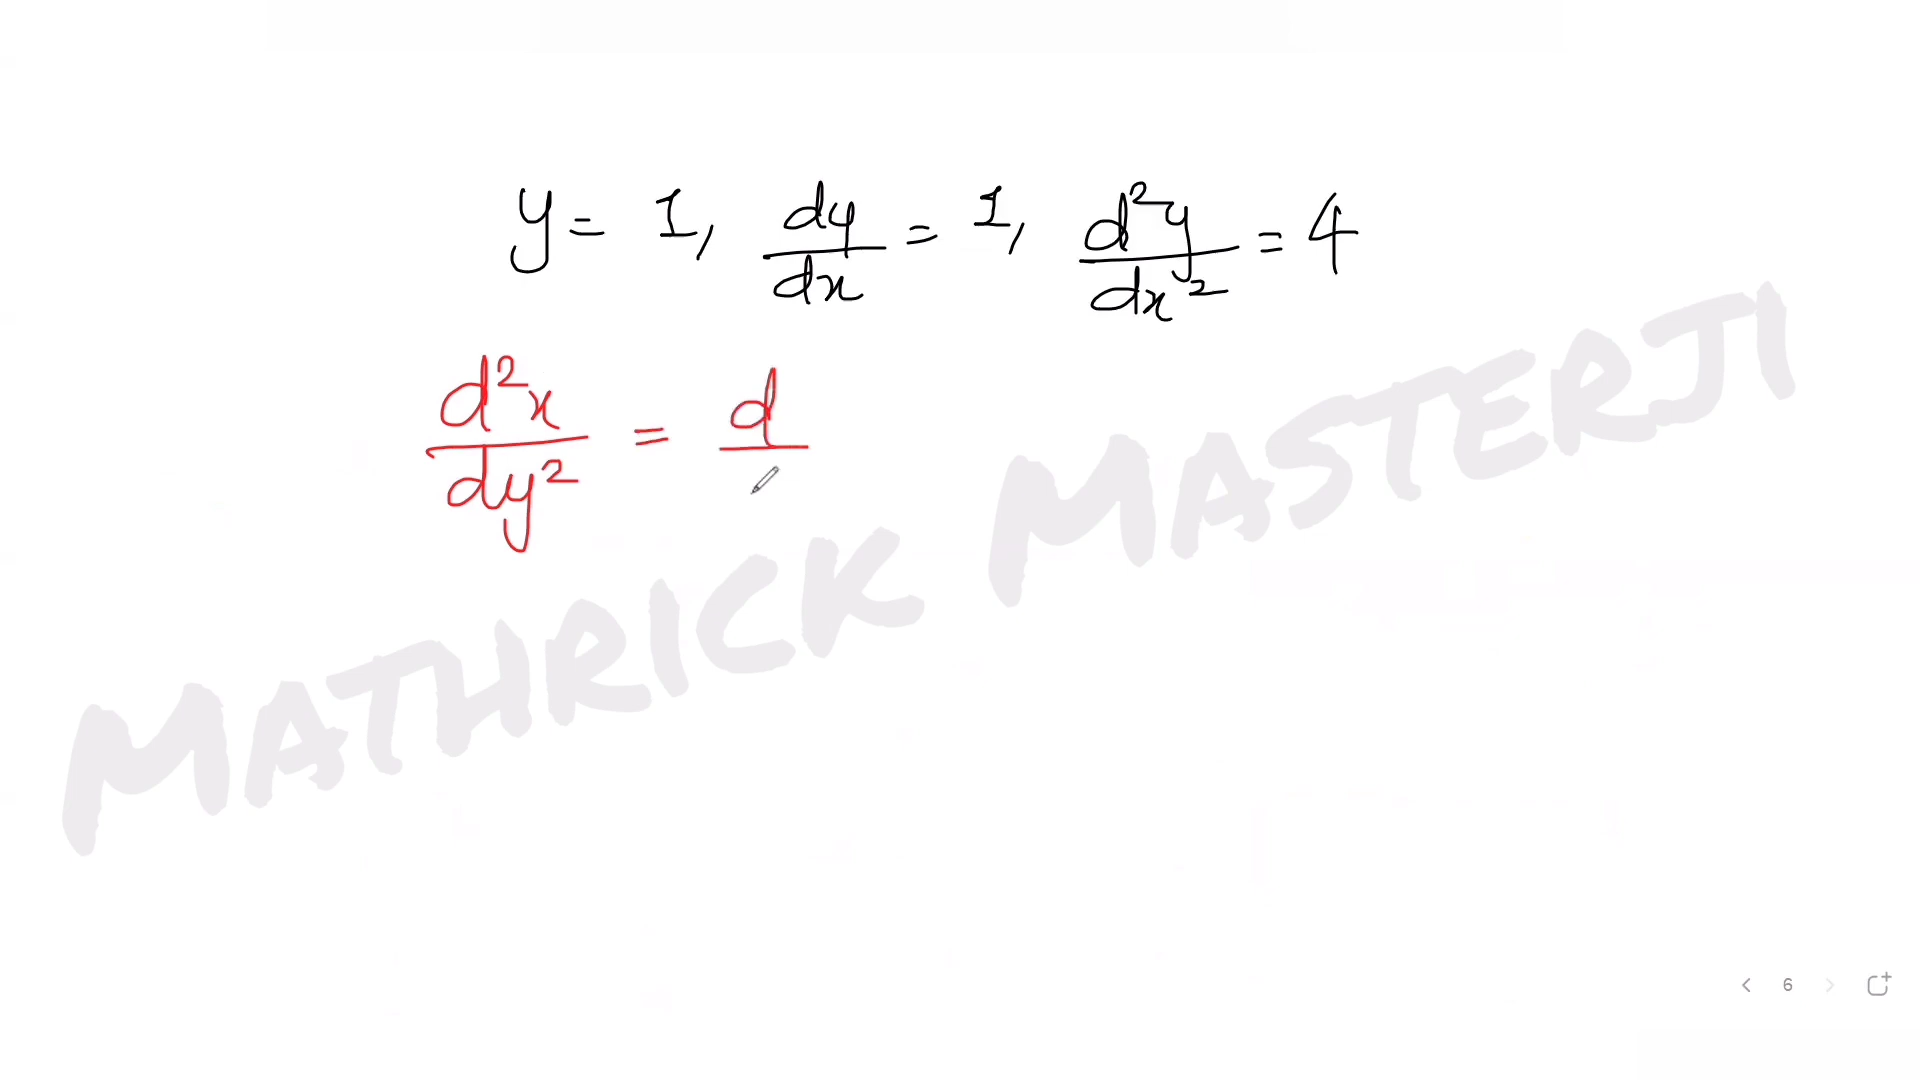 y = 1, dy/dx = 1, d²y/dx² = 4
d²x/dy² = d/
MATHRICK MASTERJI
6